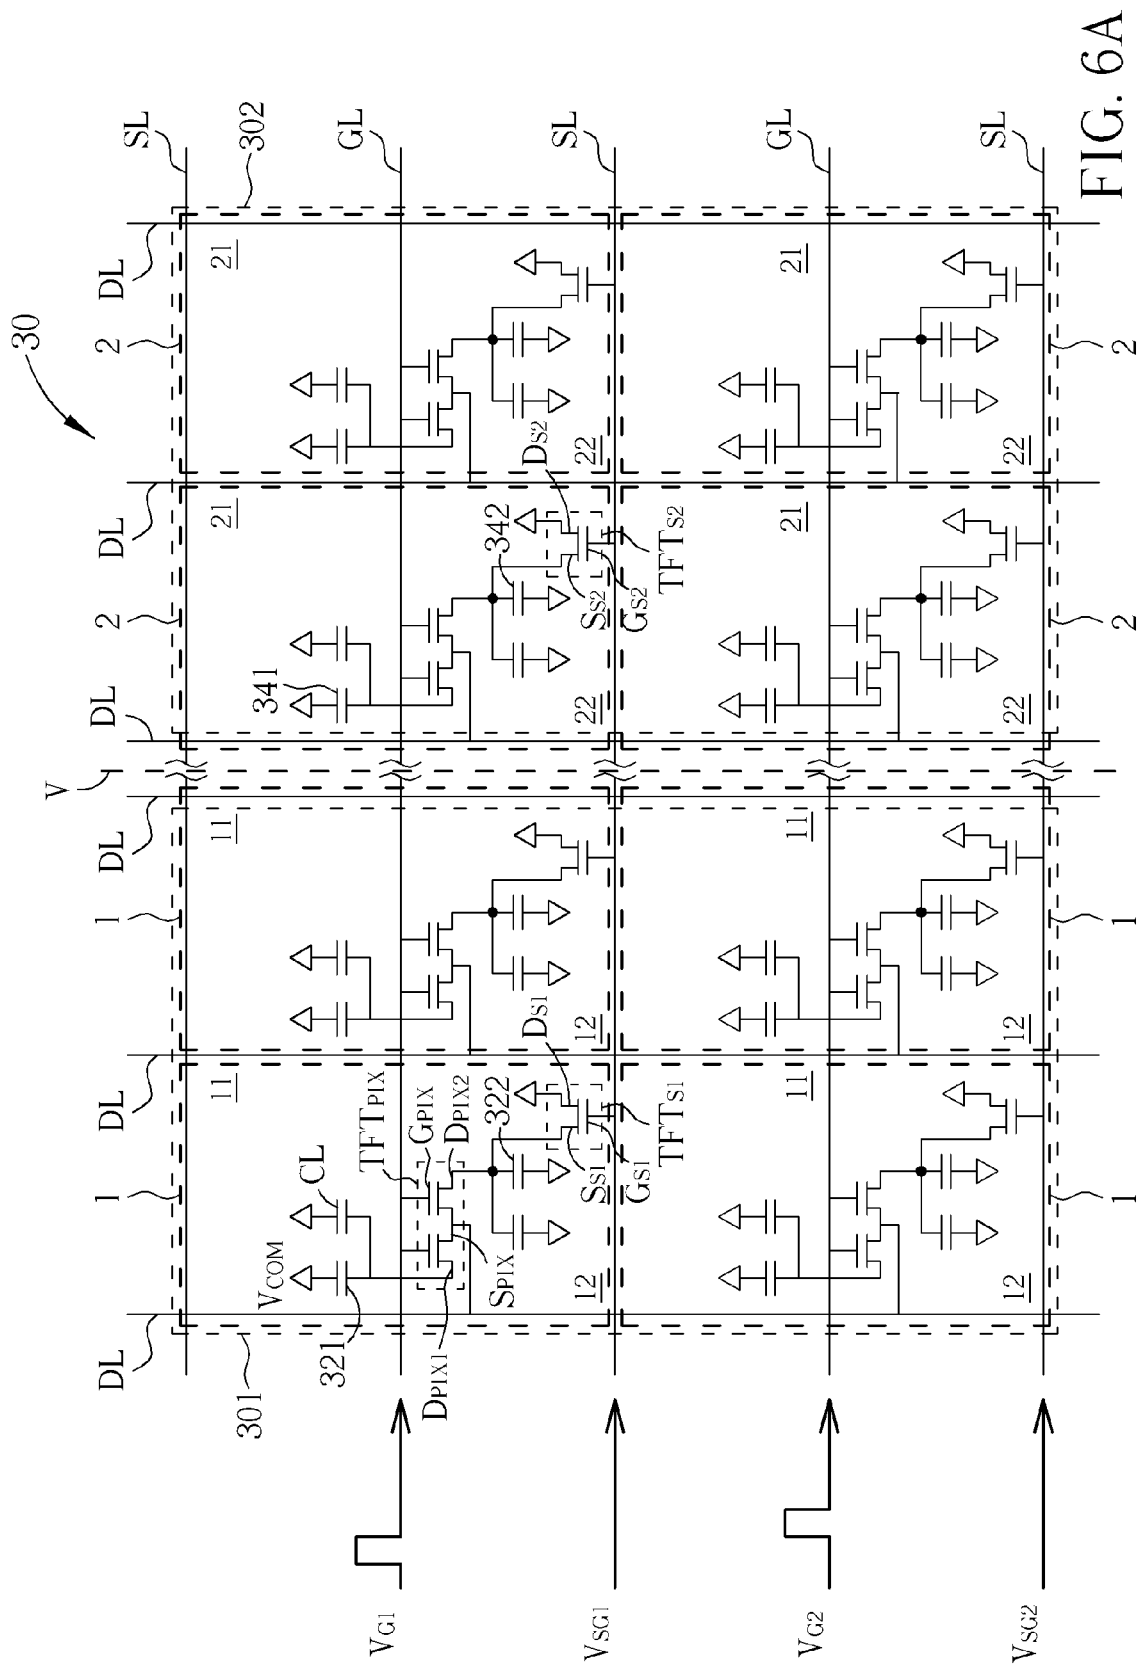 30
V
DL DL DL DL DL DL
1 1 2 2
SL
11 11 21 21
301 302
VCOM 341
CL
321
GL
TFTPIX
VG1
GPIX
DPIX1
DPIX2
SPIX 322 342
DS1 DS2
SL
12 12 22 22
VSG1 SS1 SS2
GS1 GS2
TFTS1 TFTS2
GL
11 11 21 21
VG2
SL
12 12 22 22
VSG2
1 1 2 2
FIG. 6A